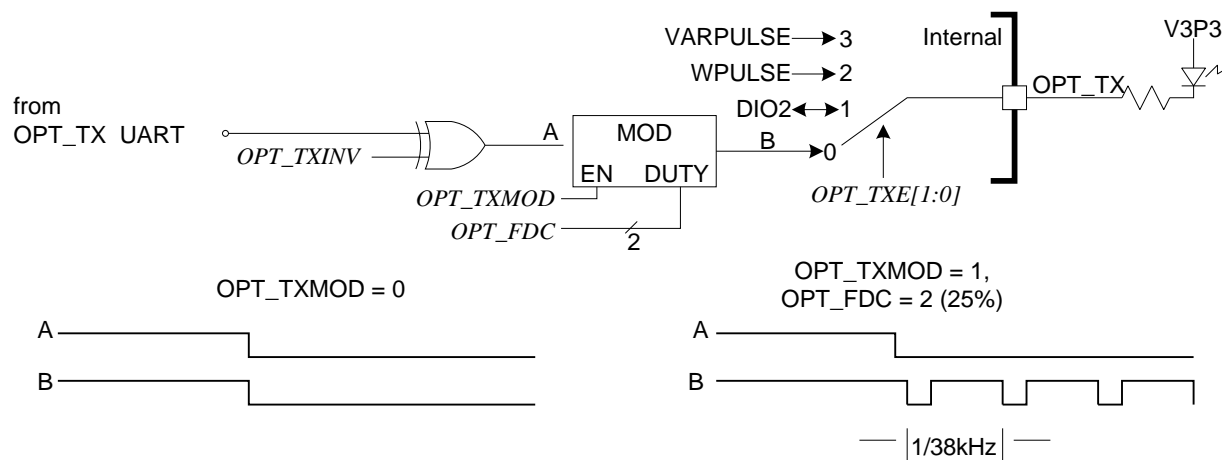 VARPULSE 3
Internal
V3P3
WPULSE 2
OPT_TX
from
OPT_TX UART
DIO2 1
A
MOD
B
0
OPT_TXINV
EN DUTY
OPT_TXMOD
OPT_TXE[1:0]
OPT_FDC
2
OPT_TXMOD = 0
OPT_TXMOD = 1,
OPT_FDC = 2 (25%)
A
B
A
B
1/38kHz